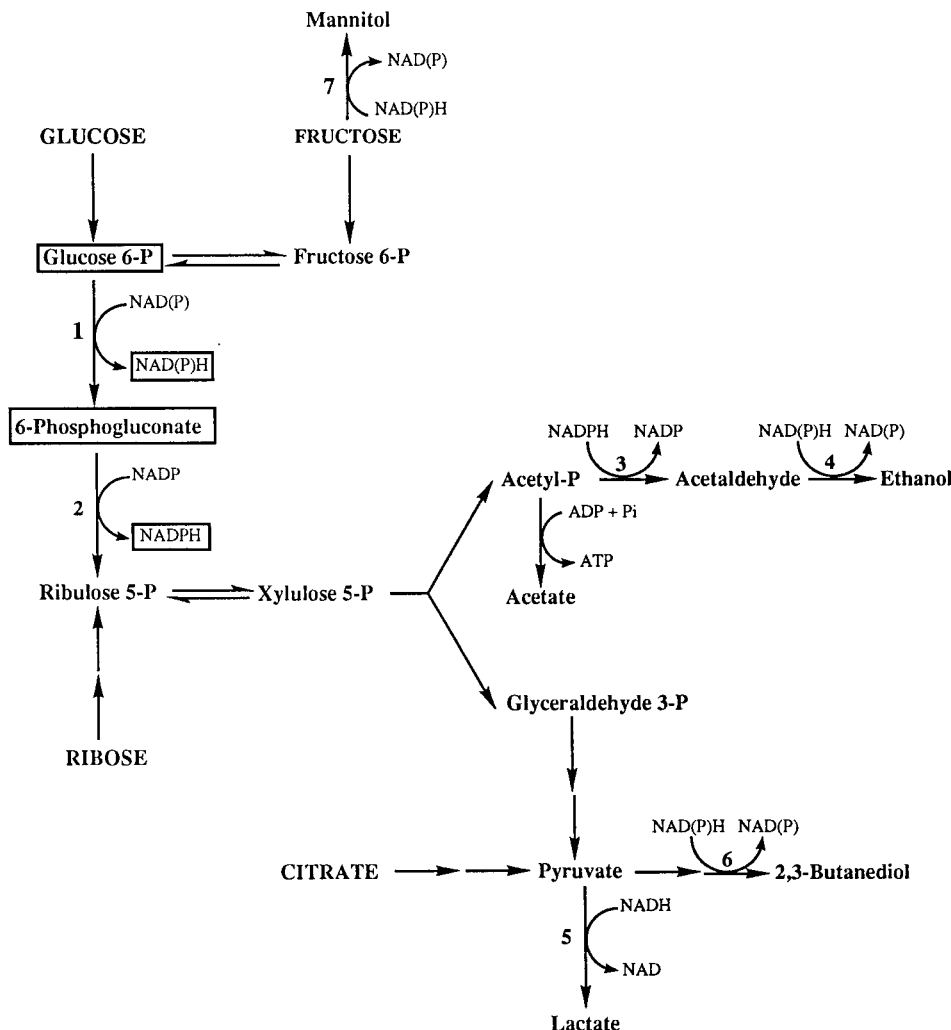 Mannitol
NAD(P)
7
NAD(P)H
GLUCOSE
FRUCTOSE
Glucose 6-P
Fructose 6-P
NAD(P)
1
NAD(P)H
6-Phosphogluconate
NADPH
NADP
NAD(P)H
NAD(P)
3
4
Acetyl-P
Acetaldehyde
Ethanol
NADP
2
ADP + Pi
NADPH
ATP
Ribulose 5-P
Xylulose 5-P
Acetate
Glyceraldehyde 3-P
RIBOSE
NAD(P)H
NAD(P)
6
CITRATE
Pyruvate
2,3-Butanediol
NADH
5
NAD
Lactate